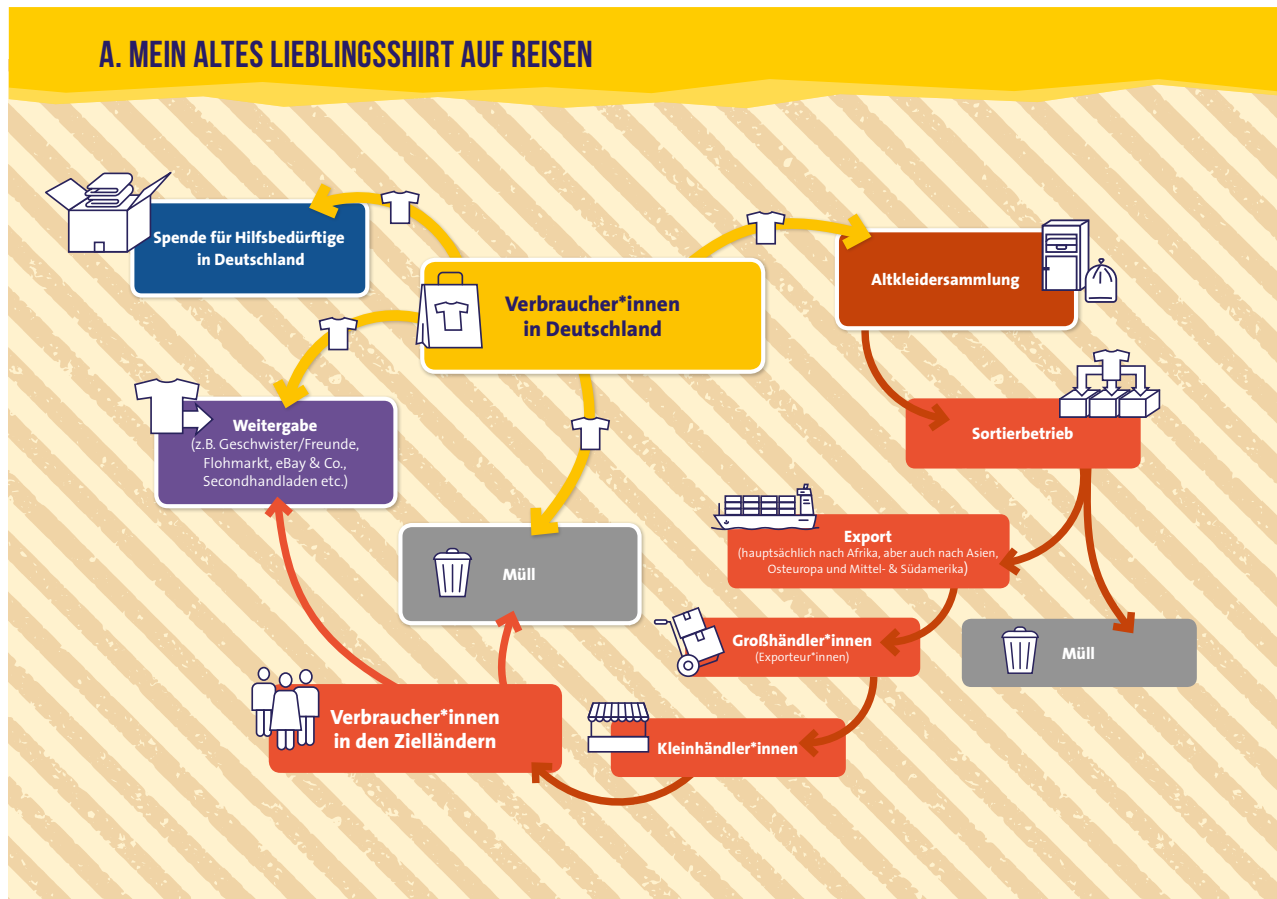 A. MEIN ALTES LIEBLINGSSHIRT AUF REISEN
Spende für Hilfsbedürftige
in Deutschland
Verbraucher*innen
in Deutschland
Altkleidersammlung
Weitergabe
(z.B. Geschwister/Freunde,
Flohmarkt, eBay & Co.,
Secondhandladen etc.)
Sortierbetrieb
Müll
Export
(hauptsächlich nach Afrika, aber auch nach Asien,
Osteuropa und Mittel- & Südamerika)
Großhändler*innen
(Exporteur*innen)
Müll
Verbraucher*innen
in den Zielländern
Kleinhändler*innen